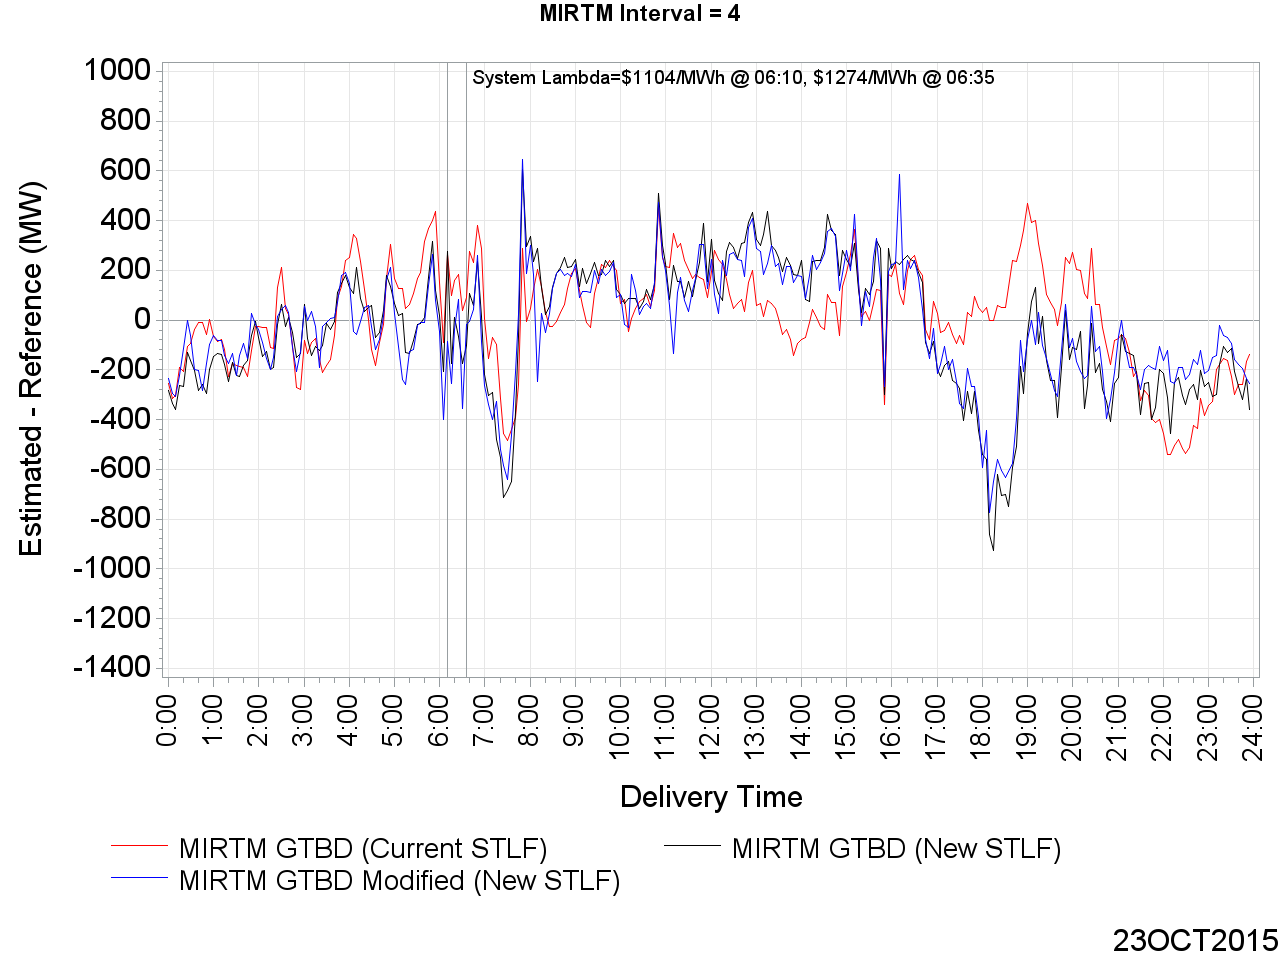 MIRTM Interval = 4
System Lambda=$1104/MWh @ 06:10, $1274/MWh @ 06:35
Estimated - Reference (MW)
1000
800
600
400
200
0
-200
-400
-600
-800
-1000
-1200
-1400
0:00 1:00 2:00 3:00 4:00 5:00 6:00 7:00 8:00 9:00 10:00 11:00 12:00 13:00 14:00 15:00 16:00 17:00 18:00 19:00 20:00 21:00 22:00 23:00 24:00
Delivery Time
MIRTM GTBD (Current STLF) MIRTM GTBD (New STLF)
MIRTM GTBD Modified (New STLF)
23OCT2015